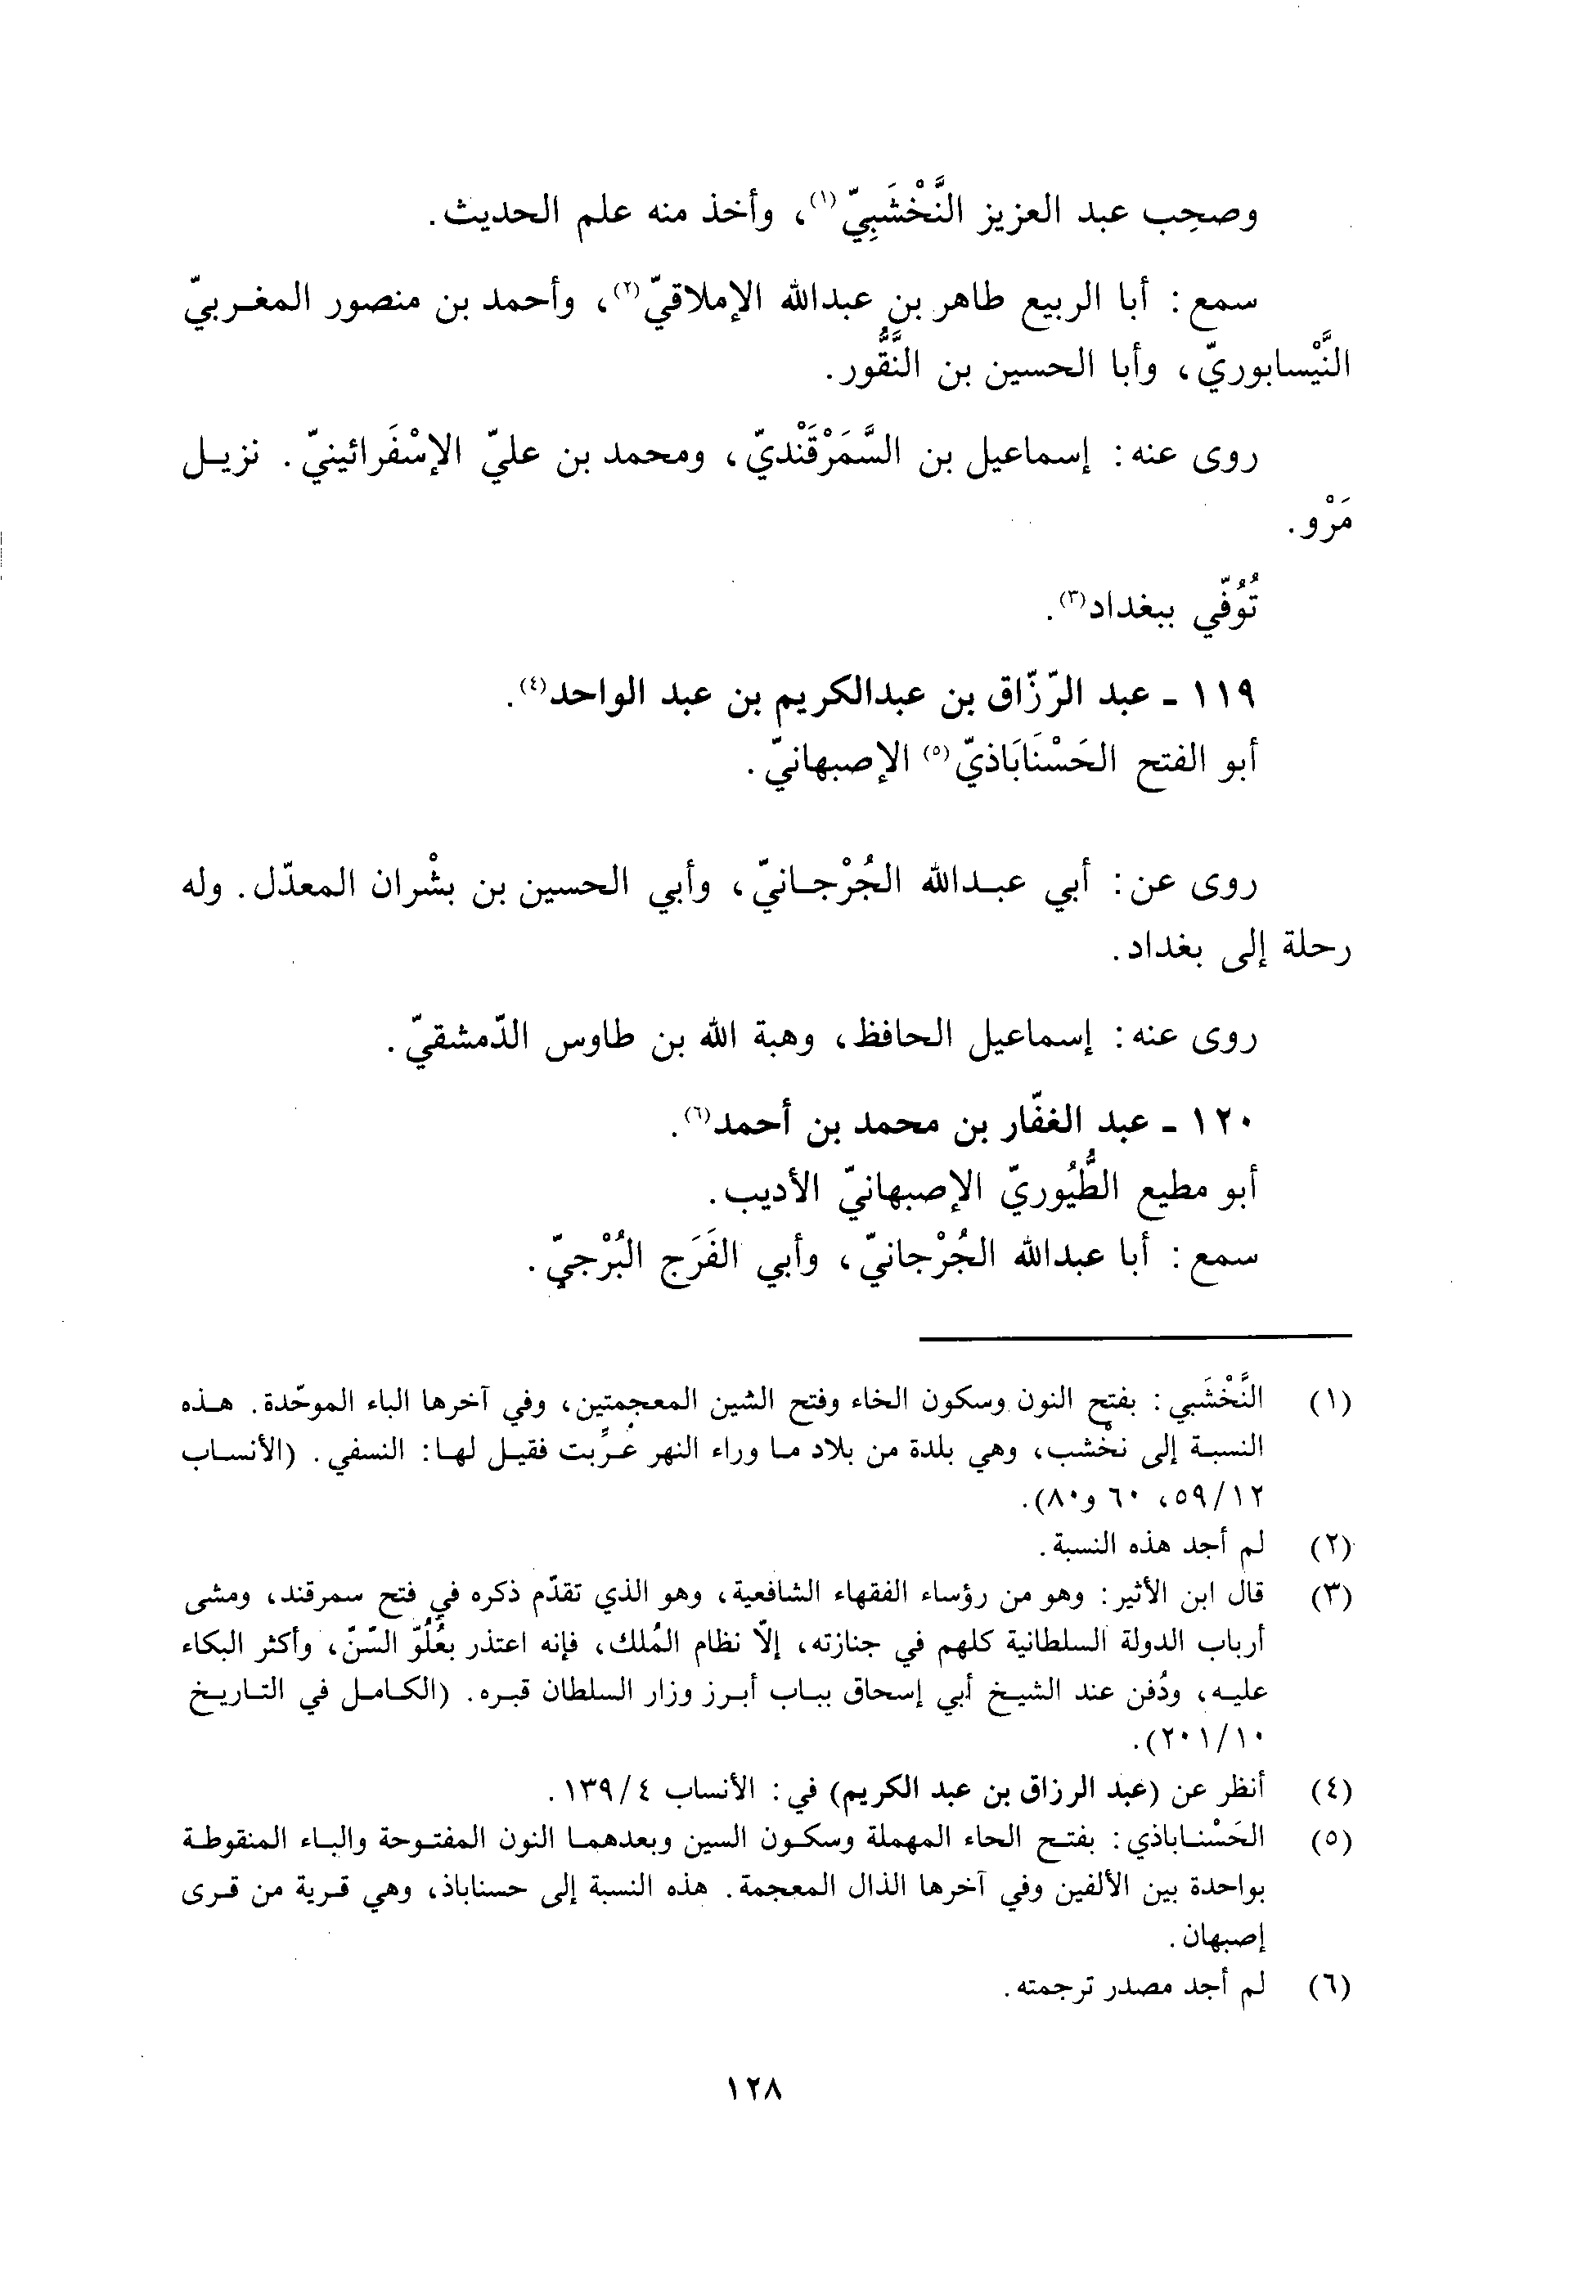 وصحِب عبد العزيز النَّخْشَبِيّ(١)، وأخذ منه علم الحديث.
سمع: أبا الربيع طاهر بن عبدالله الإملاقيّ(٢)، وأحمد بن منصور المغربيّ
النَّيْسابوريّ، وأبا الحسين بن النَّقُّور.
روى عنه: إسماعيل بن السَّمَرْقَنْديّ، ومحمد بن عليّ الإسْفَرائينيّ. نزيل
مَرْو.
تُوُفّي ببغداد(٣).
١١٩ - عبد الرّزّاق بن عبدالكريم بن عبد الواحد(٤).
أبو الفتح الحَسْنَابَاذيّ(٥) الإصبهانيّ.
روى عن: أبي عبدالله الجُرْجانيّ، وأبي الحسين بن بشْران المعدّل. وله
رحلة إلى بغداد.
روى عنه: إسماعيل الحافظ، وهبة الله بن طاوس الدّمشقيّ.
١٢٠ - عبد الغفّار بن محمد بن أحمد(٦).
أبو مطيع الطُّيُوريّ الإصبهانيّ الأديب.
سمع: أبا عبدالله الجُرْجانيّ، وأبي الفَرَج البُرْجيّ.
(١) النَّخْشَبي: بفتح النون وسكون الخاء وفتح الشين المعجمتين، وفي آخرها الباء الموحّدة. هذه
النسبة إلى نخْشب، وهي بلدة من بلاد ما وراء النهر عُرِّبت فقيل لها: النسفي. (الأنساب
١٢/٥٩، ٦٠ و٨٠).
(٢) لم أجد هذه النسبة.
(٣) قال ابن الأثير: وهو من رؤساء الفقهاء الشافعية، وهو الذي تقدّم ذكره في فتح سمرقند، ومشى
أرباب الدولة السلطانية كلهم في جنازته، إلّا نظام المُلك، فإنه اعتذر بعُلُوّ السّنّ، وأكثر البكاء
عليه، ودُفن عند الشيخ أبي إسحاق بباب أبرز وزار السلطان قبره. (الكامل في التاريخ
١٠/٢٠١).
(٤) أنظر عن (عبد الرزاق بن عبد الكريم) في: الأنساب ٤/١٣٩.
(٥) الحَسْناباذي: بفتح الحاء المهملة وسكون السين وبعدهما النون المفتوحة والباء المنقوطة
بواحدة بين الألفين وفي آخرها الذال المعجمة. هذه النسبة إلى حسناباذ، وهي قرية من قرى
إصبهان.
(٦) لم أجد مصدر ترجمته.
١٢٨